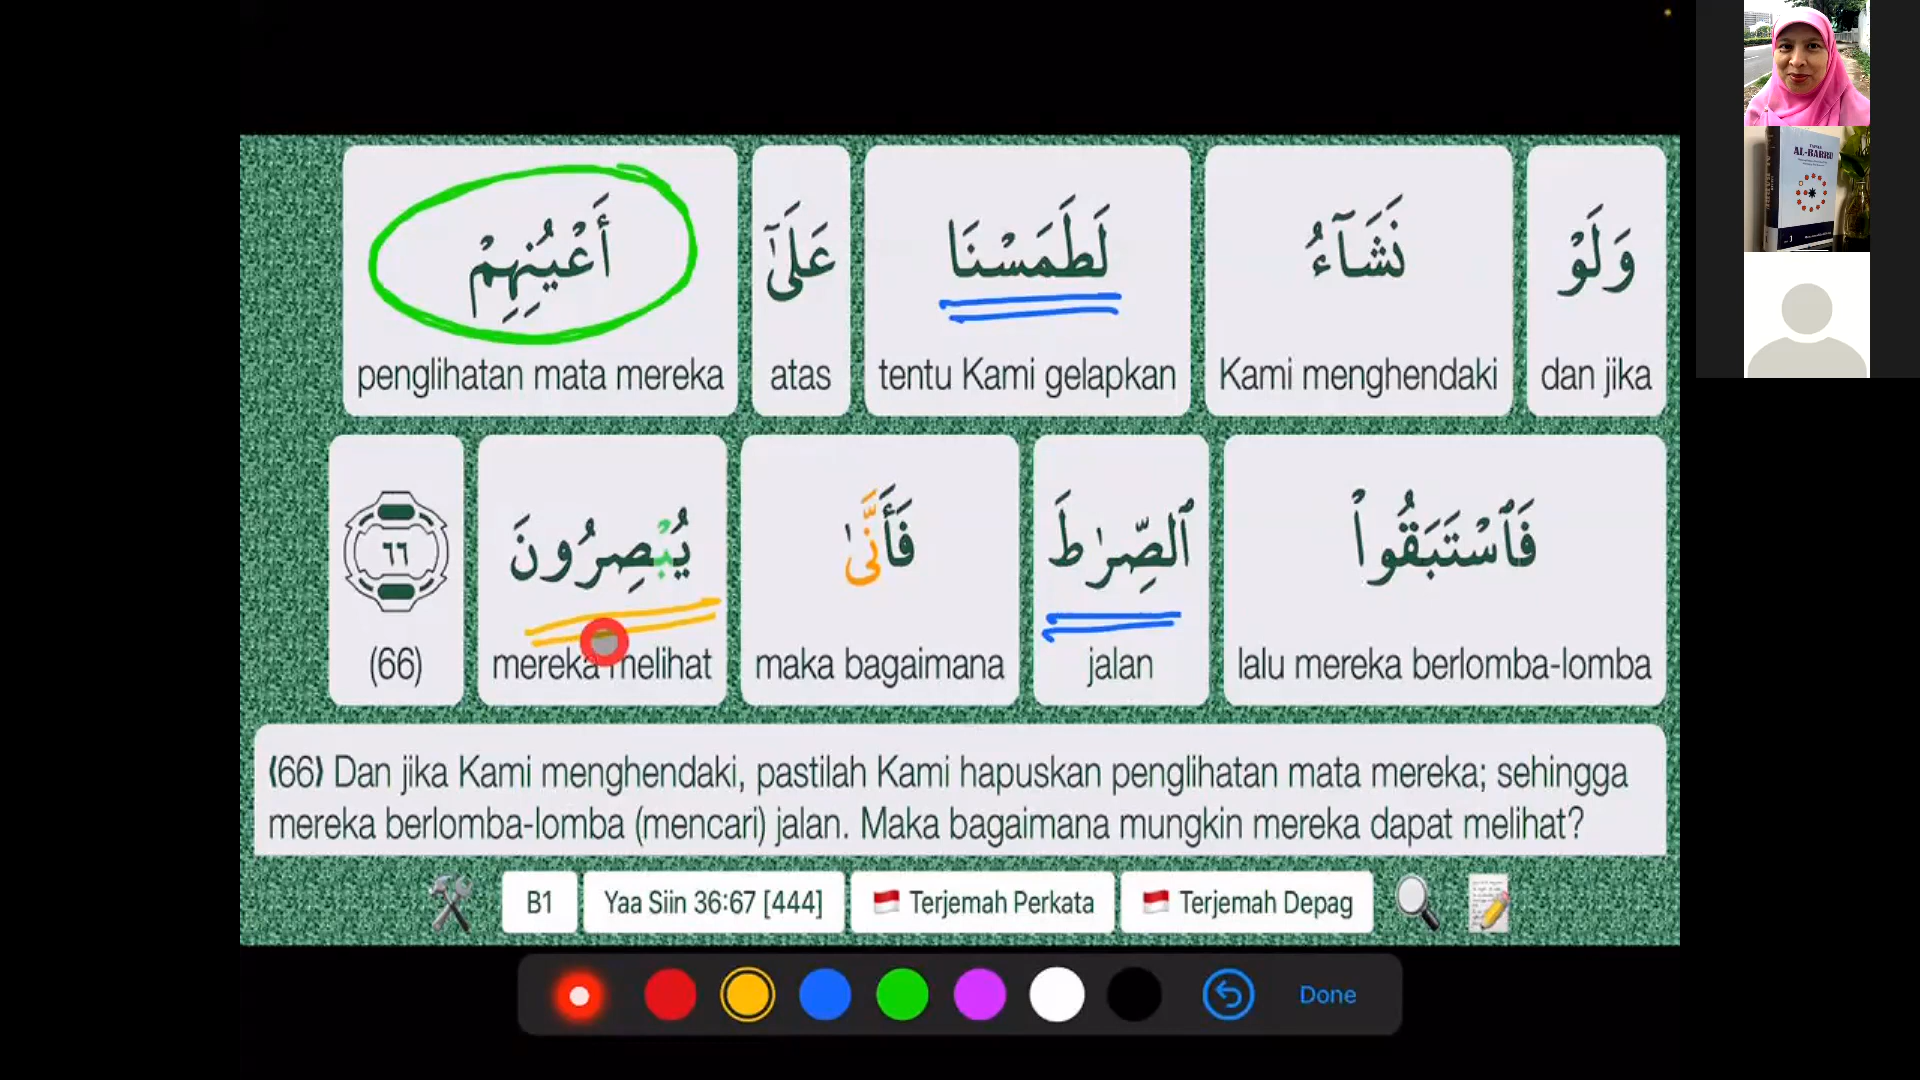 وَلَوْ نَشَآءُ لَطَمَسْنَا عَلَىٰٓ أَعْيُنِهِمْ
dan jika Kami menghendaki tentu Kami gelapkan atas penglihatan mata mereka
فَٱسْتَبَقُوا۟ ٱلصِّرَٰطَ فَأَنَّىٰ يُبْصِرُونَ ٦٦
lalu mereka berlomba-lomba jalan maka bagaimana mereka melihat (66)
(66) Dan jika Kami menghendaki, pastilah Kami hapuskan penglihatan mata mereka; sehingga
mereka berlomba-lomba (mencari) jalan. Maka bagaimana mungkin mereka dapat melihat?
B1 Yaa Siin 36:67 [444] Terjemah Perkata Terjemah Depag
Done
AL-BARRU